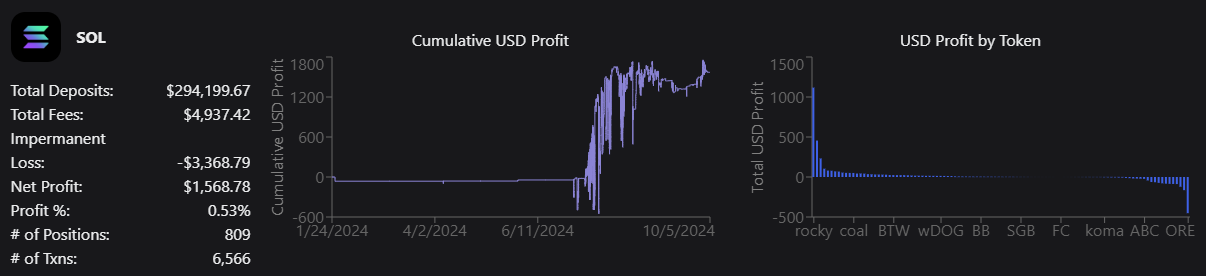 SOL
Total Deposits: $294,199.67
Total Fees: $4,937.42
Impermanent
Loss: -$3,368.79
Net Profit: $1,568.78
Profit %: 0.53%
# of Positions: 809
# of Txns: 6,566
Cumulative USD Profit
Cumulative USD Profit
1800
1200
600
0
-600
1/24/2024 4/2/2024 6/11/2024 10/5/2024
USD Profit by Token
Total USD Profit
1500
1000
500
0
-500
rocky coal BTW wDOG BB SGB FC koma ABC ORE